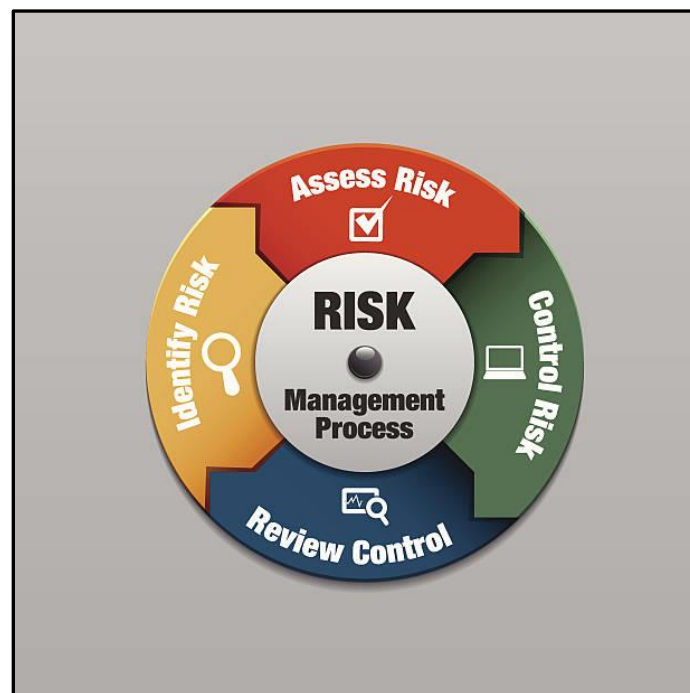 Assess Risk
Identify Risk
RISK
Management
Process
Control Risk
Review Control